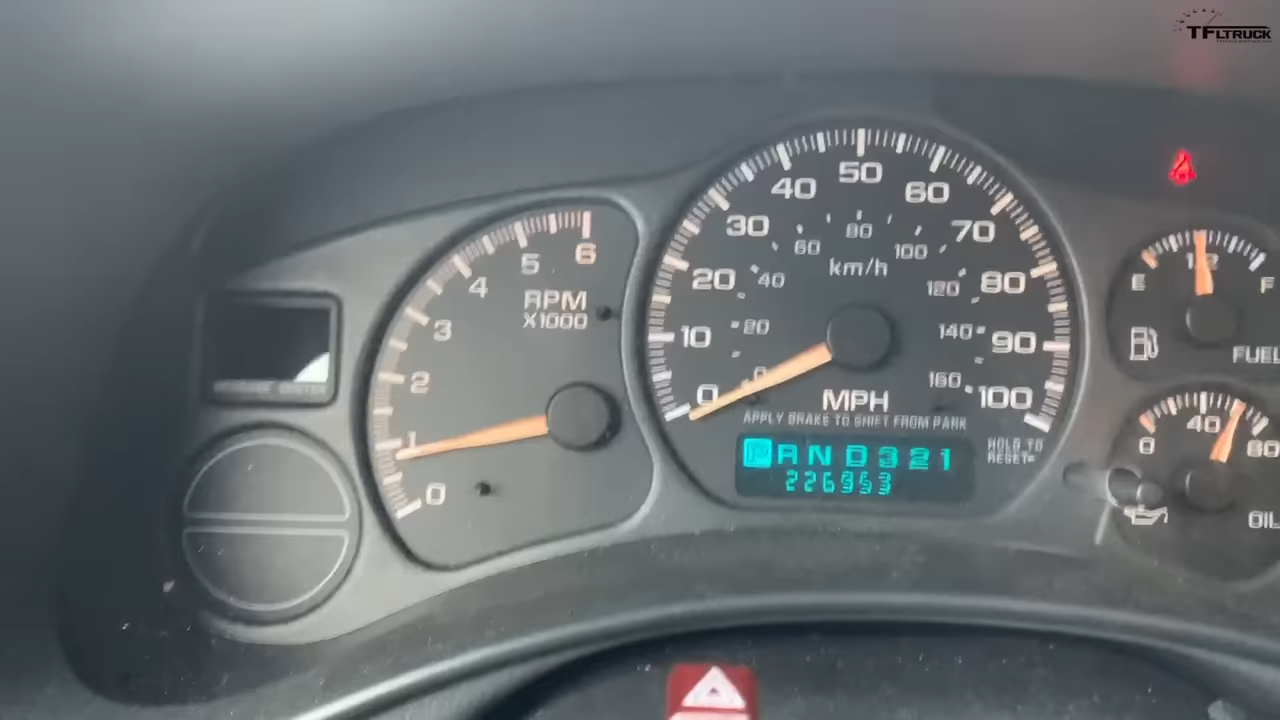 TFLTRUCK
50
40
60
30
70
80
60
100
km/h
20
40
120
80
10
20
140
90
0
0
160
100
MPH
APPLY BRAKE TO SHIFT FROM PARK
P R N D 3 2 1
HOLD TO
RESET
6
5
4
RPM
X1000
3
2
1
0
E
F
FUEL
0
40
80
OIL